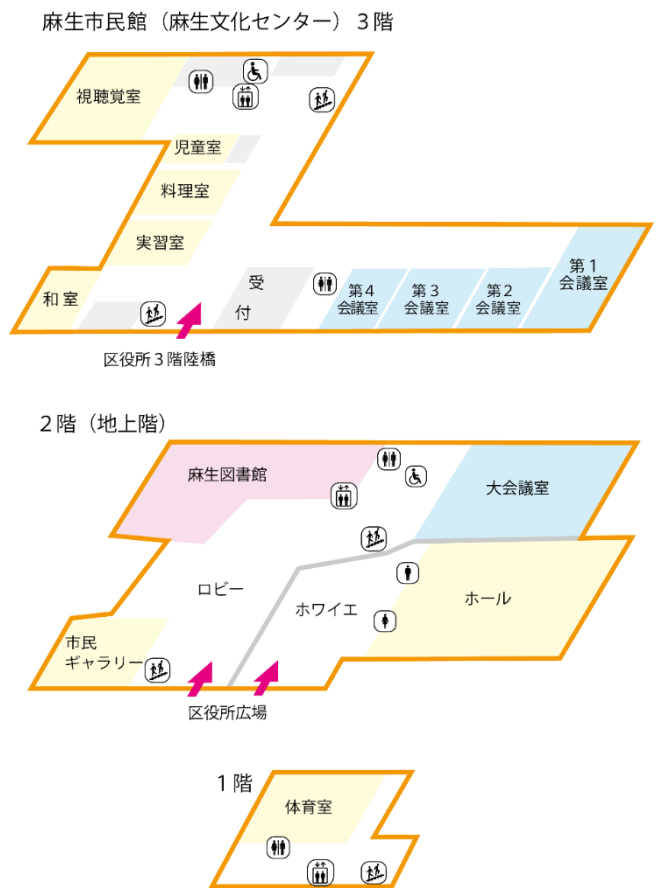 麻生市民館（麻生文化センター）３階
視聴覚室
児童室
料理室
実習室
和室
受
付
第４
会議室
第３
会議室
第２
会議室
第１
会議室
区役所３階陸橋
２階（地上階）
麻生図書館
大会議室
ロビー
ホワイエ
ホール
市民
ギャラリー
区役所広場
１階
体育室